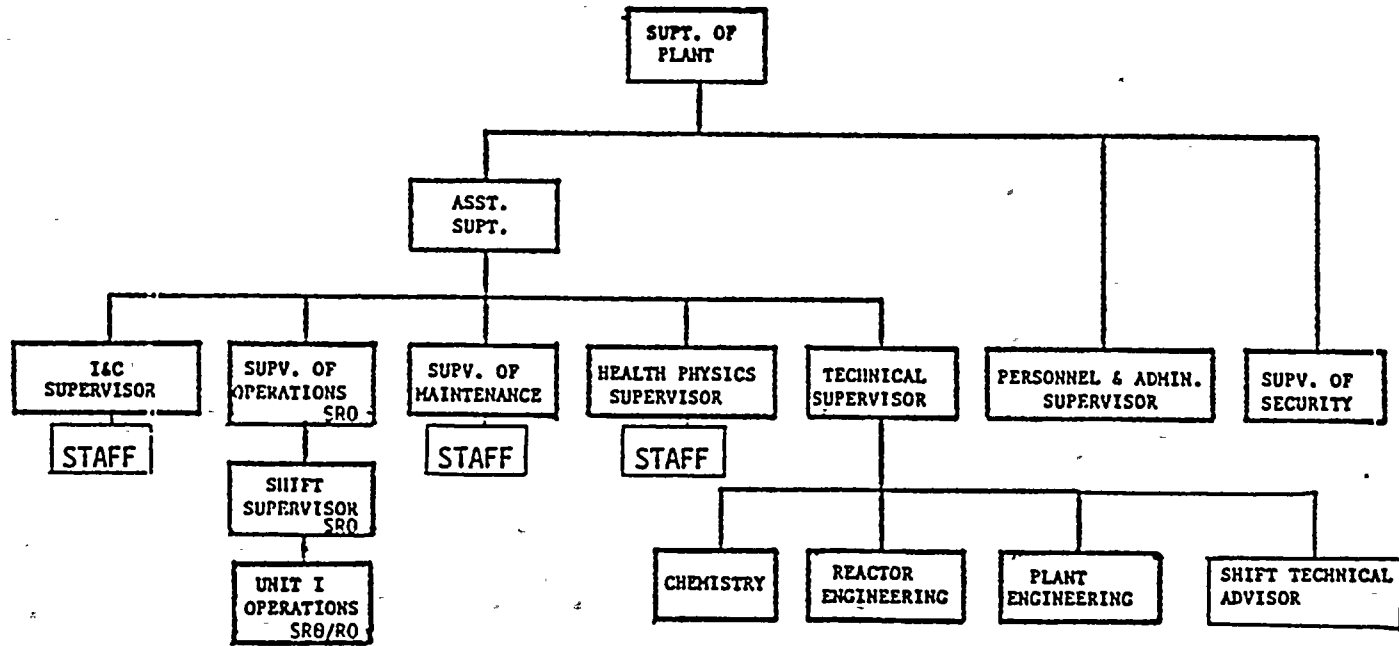 SUPT. OF
PLANT
ASST.
SUPT.
I&C
SUPERVISOR
STAFF
SUPV. OF
OPERATIONS
SRO
SHIFT
SUPERVISOR
SRO
UNIT I
OPERATIONS
SRO/RO
SUPV. OF
MAINTENANCE
STAFF
HEALTH PHYSICS
SUPERVISOR
STAFF
TECHNICAL
SUPERVISOR
CHEMISTRY
REACTOR
ENGINEERING
PLANT
ENGINEERING
SHIFT TECHNICAL
ADVISOR
PERSONNEL & ADMIN.
SUPERVISOR
SUPV. OF
SECURITY